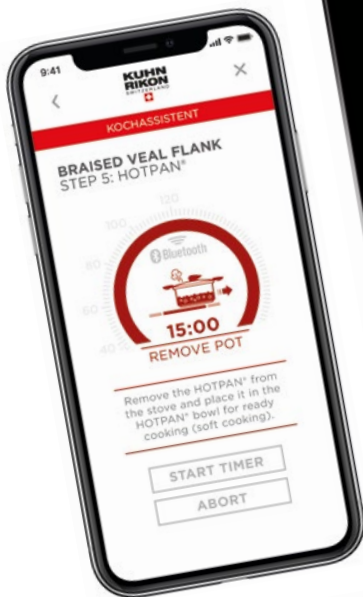 9:41
KUHN
RIKON
SWITZERLAND
KOCHASSISTENT
BRAISED VEAL FLANK
STEP 5: HOTPAN®
120
100
80
60
40
Bluetooth
15:00
REMOVE POT
Remove the HOTPAN® from
the stove and place it in the
HOTPAN® bowl for ready
cooking (soft cooking).
START TIMER
ABORT